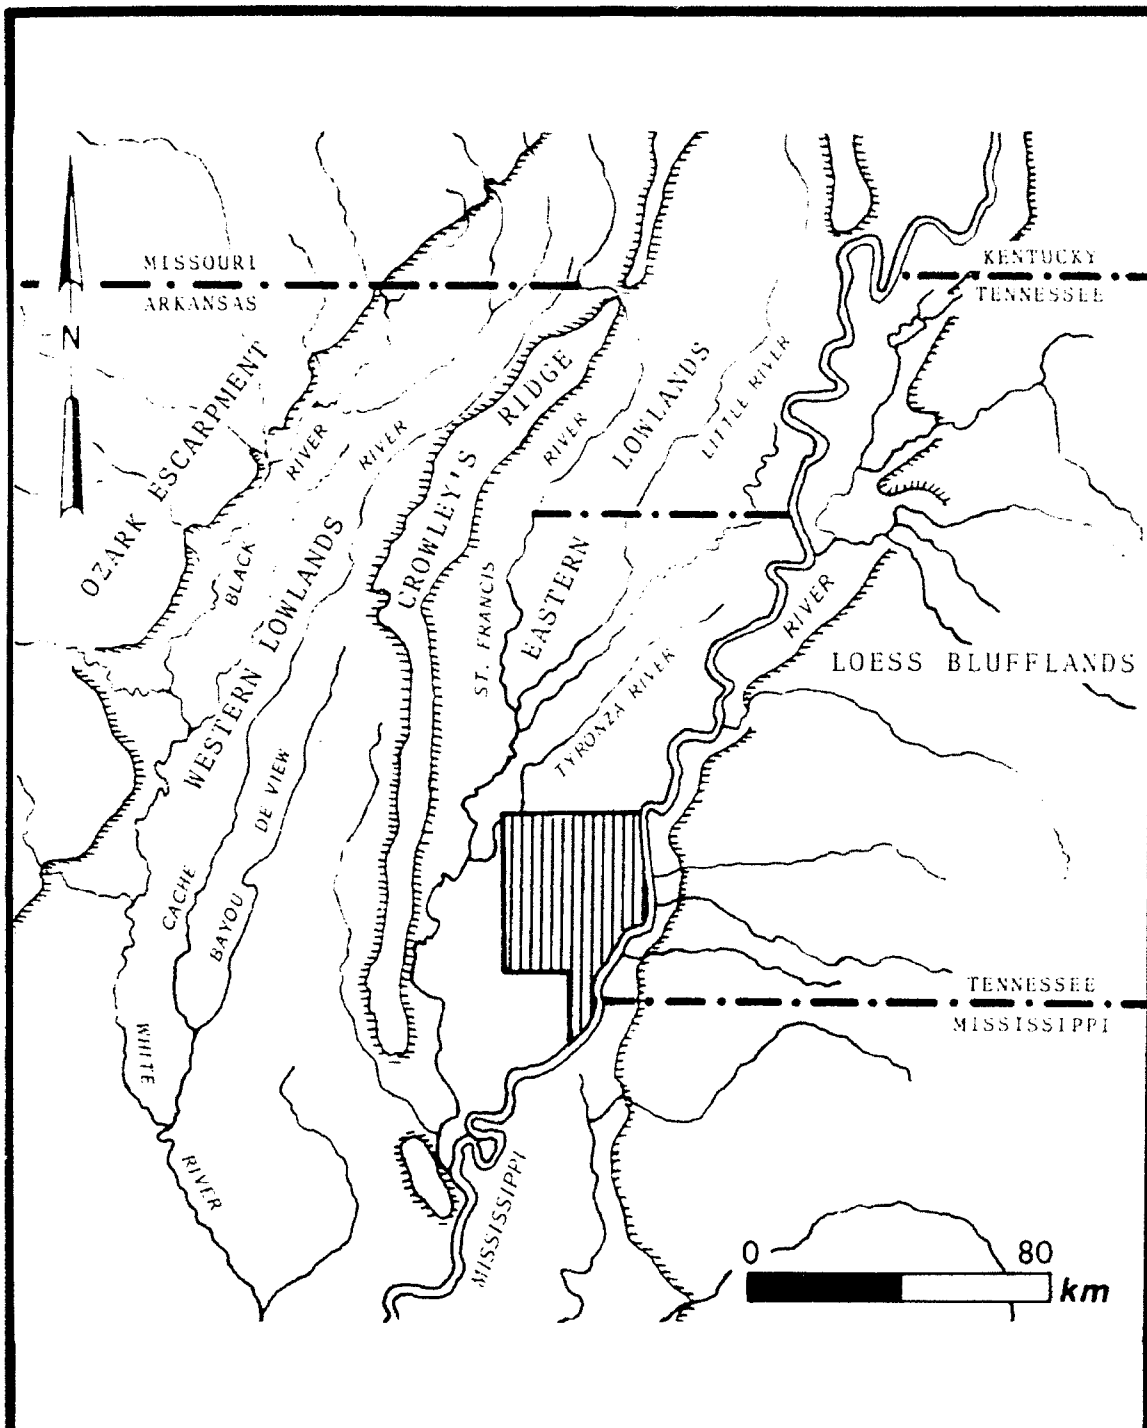 MISSOURI
ARKANSAS
KENTUCKY
TENNESSEE
N
OZARK ESCARPMENT
BLACK RIVER
RIVER
CROWLEY'S RIDGE
RIVER
LOWLANDS
LITTLE RIVER
WESTERN LOWLANDS
ST. FRANCIS
EASTERN
TYRONZA RIVER
RIVER
LOESS BLUFFLANDS
CACHE
BAYOU DE VIEW
WHITE
RIVER
TENNESSEE
MISSISSIPPI
MISSISSIPPI
0 80
km